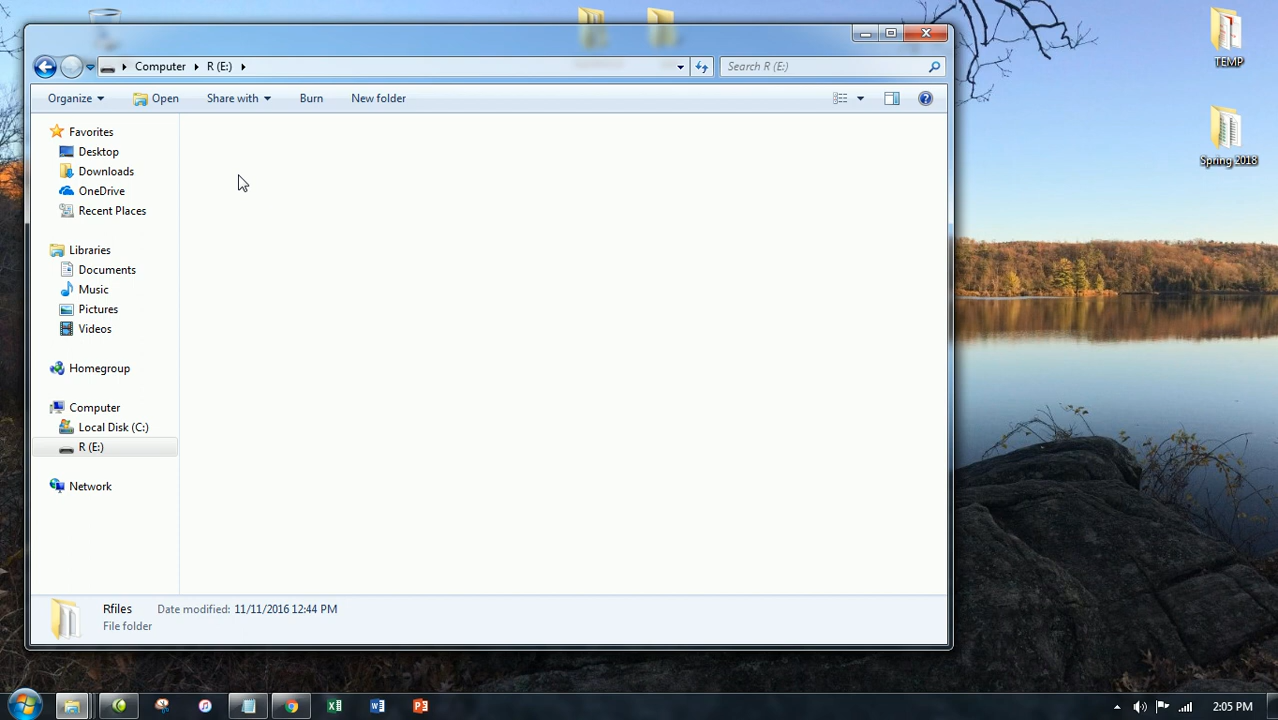 Computer R (E:)
Search R (E:)
Organize Open Share with Burn New folder
Favorites
Desktop
Downloads
OneDrive
Recent Places
Libraries
Documents
Music
Pictures
Videos
Homegroup
Computer
Local Disk (C:)
R (E:)
Network
Rfiles Date modified: 11/11/2016 12:44 PM
File folder
TEMP
Spring 2018
2:05 PM